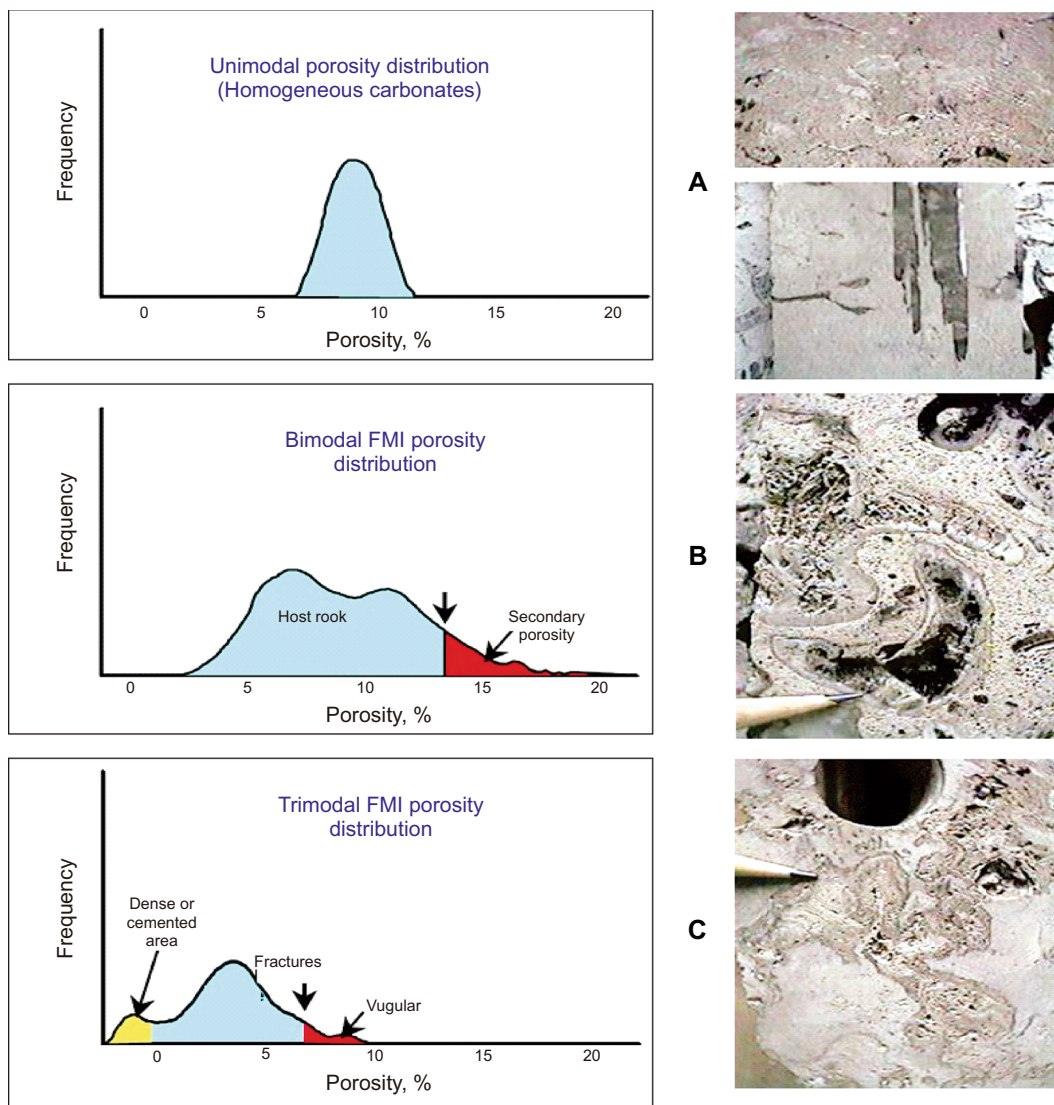 Unimodal porosity distribution
(Homogeneous carbonates)
Frequency
0 5 10 15 20
Porosity, %
A
Bimodal FMI porosity
distribution
Frequency
Host rook
Secondary
porosity
0 5 10 15 20
Porosity, %
B
Trimodal FMI porosity
distribution
Frequency
Dense or
cemented
area
Fractures
Vugular
0 5 10 15 20
Porosity, %
C